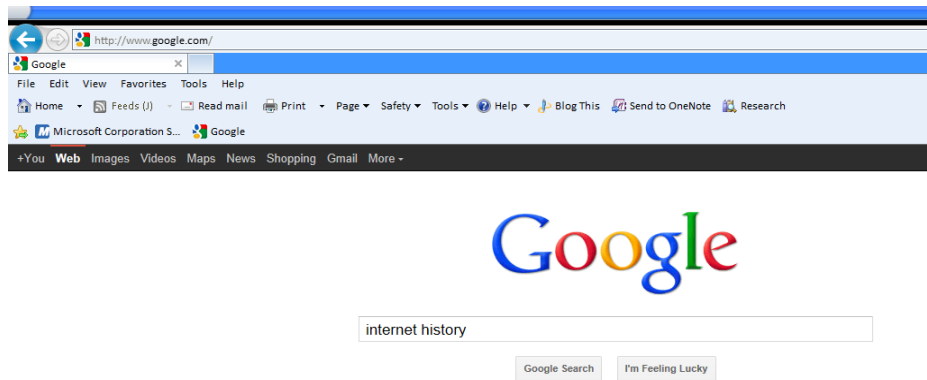 http://www.google.com/
Google
File Edit View Favorites Tools Help
Home Feeds (J) Read mail Print Page Safety Tools Help Blog This Send to OneNote Research
Microsoft Corporation S... Google
+You Web Images Videos Maps News Shopping Gmail More
Google
internet history
Google Search I'm Feeling Lucky